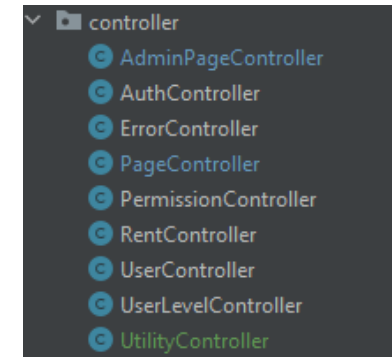 controller
C AdminPageController
C AuthController
C ErrorController
C PageController
C PermissionController
C RentController
C UserController
C UserLevelController
C UtilityController